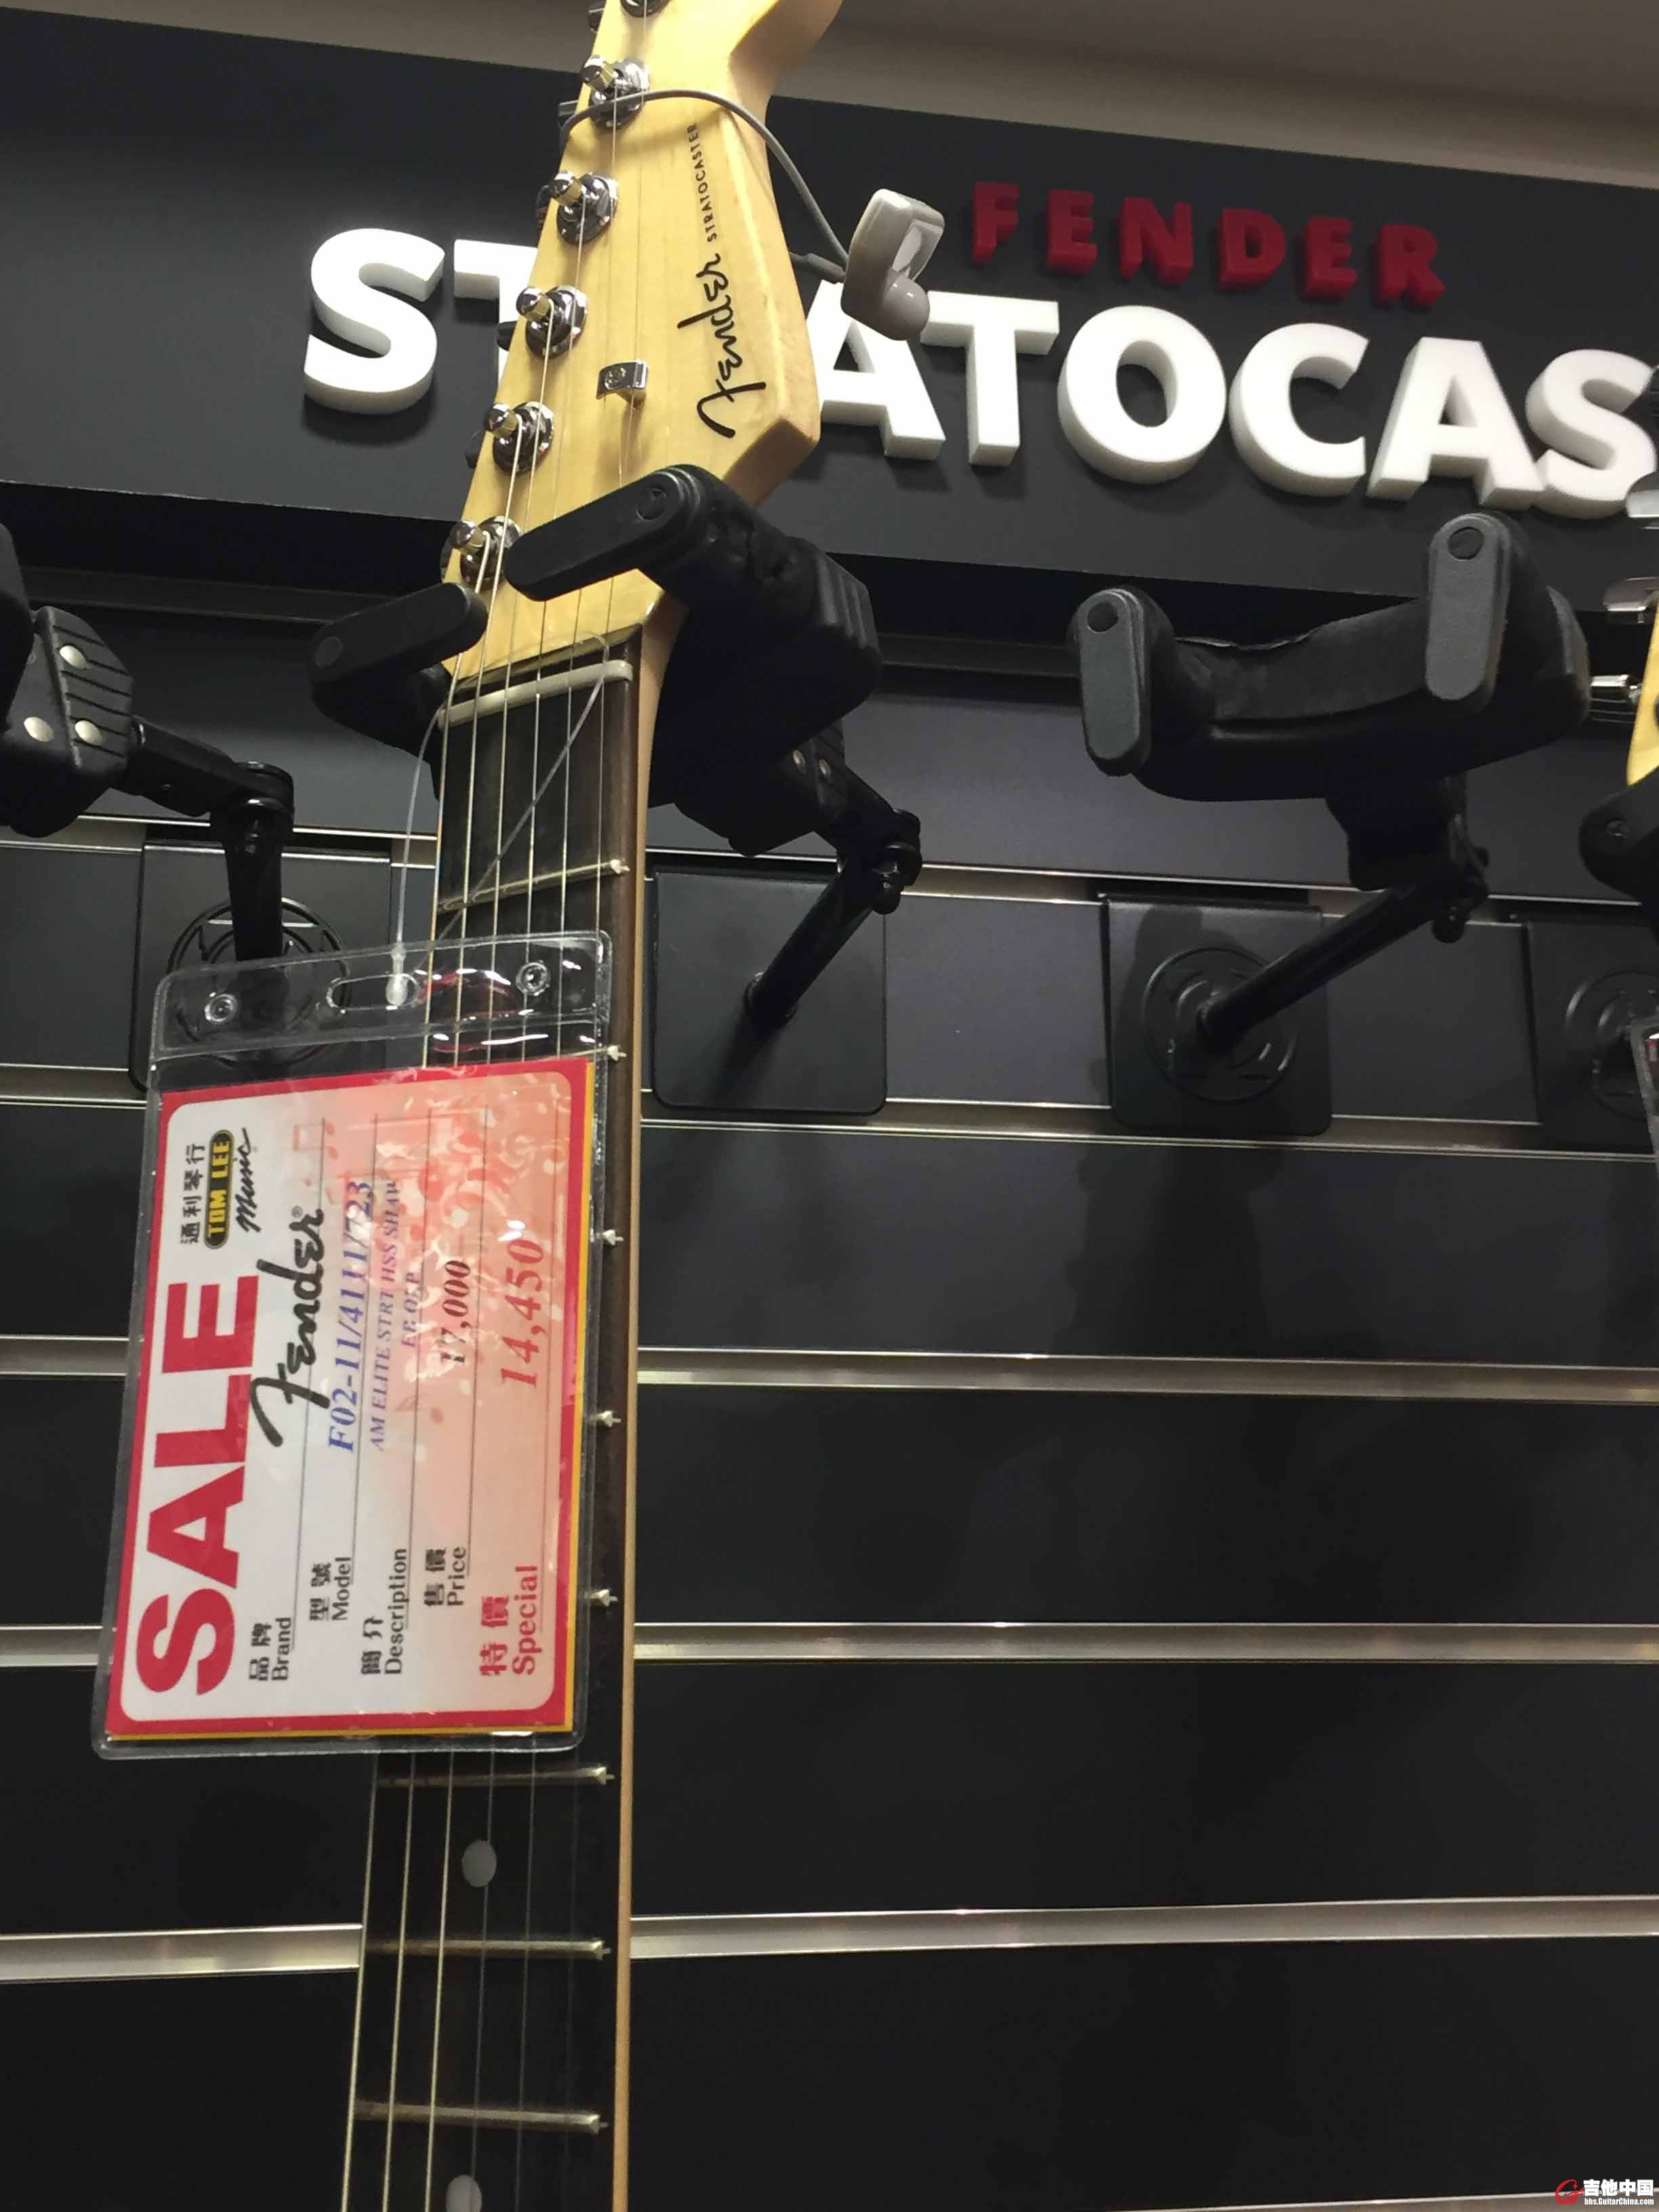 FENDER
STRATOCAS
Fender STRATOCASTER
SALE
通利琴行
TOM LEE
Music
品牌
Brand
Fender®
型號
Model
F02-11/4111/723
簡介
Description
AM ELITE STRT HSS SHAW
售價
Price
17,000
特價
Special
14,450
吉他中国
bbs.GuitarChina.com